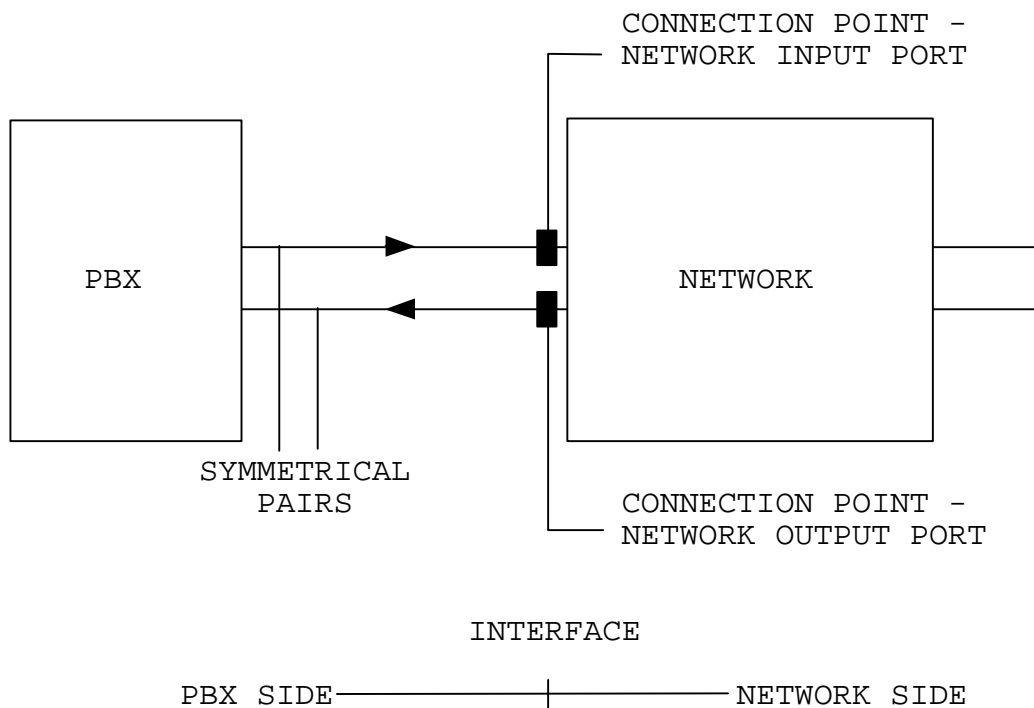 CONNECTION POINT -
NETWORK INPUT PORT
PBX
NETWORK
SYMMETRICAL
PAIRS
CONNECTION POINT -
NETWORK OUTPUT PORT
INTERFACE
PBX SIDE
NETWORK SIDE